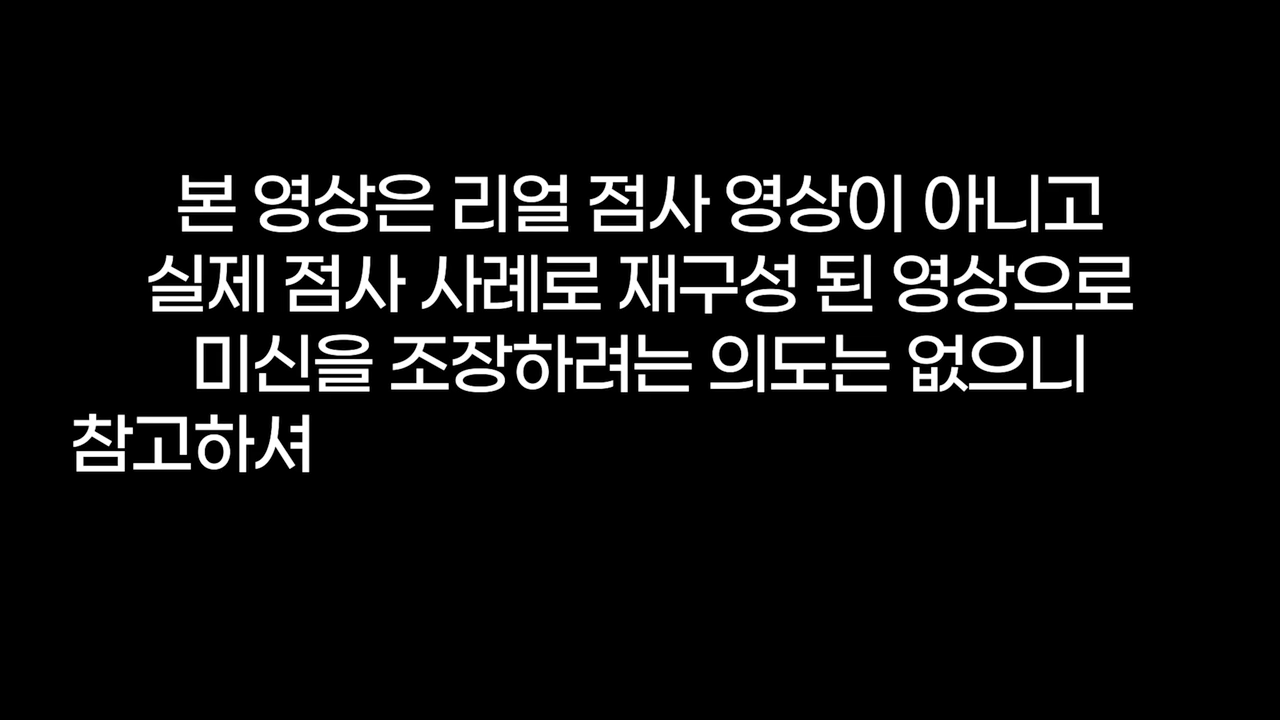 본 영상은 리얼 점사 영상이 아니고
실제 점사 사례로 재구성 된 영상으로
미신을 조장하려는 의도는 없으니
참고하셔